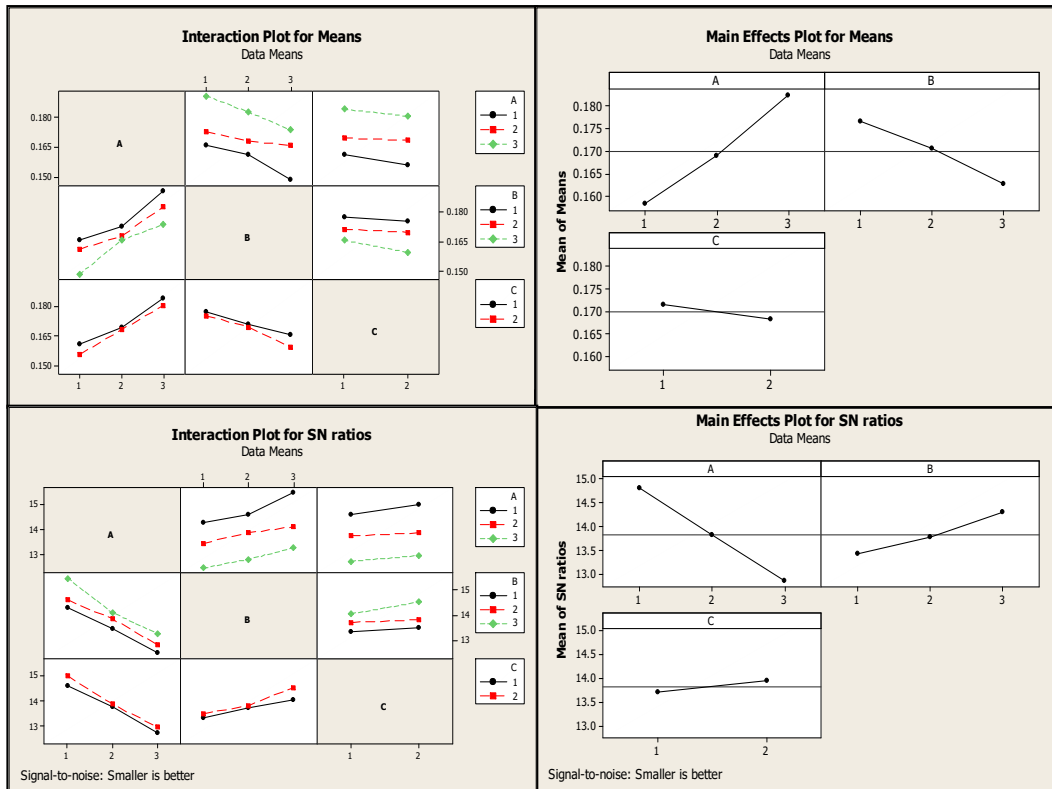 Interaction Plot for Means
Data Means
1 2 3
0.180
0.165
0.150
A
A
1
2
3
B
0.180
0.165
0.150
B
1
2
3
0.180
0.165
0.150
C
C
1
2
1 2 3
1 2
Main Effects Plot for Means
Data Means
A B
Mean of Means
0.180
0.175
0.170
0.160
1 2 3 1 2 3
C
0.180
0.175
0.170
0.165
0.160
1 2
Interaction Plot for SN ratios
Data Means
1 2 3
15
14
13
A
A
1
2
3
B
15
14
13
B
1
2
3
15
14
13
C
C
1
2
1 2 3
1 2
Signal-to-noise: Smaller is better
Main Effects Plot for SN ratios
Data Means
A B
Mean of SN ratios
15.0
14.5
14.0
13.5
13.0
1 2 3 1 2 3
C
15.0
14.5
14.0
13.5
13.0
1 2
Signal-to-noise: Smaller is better